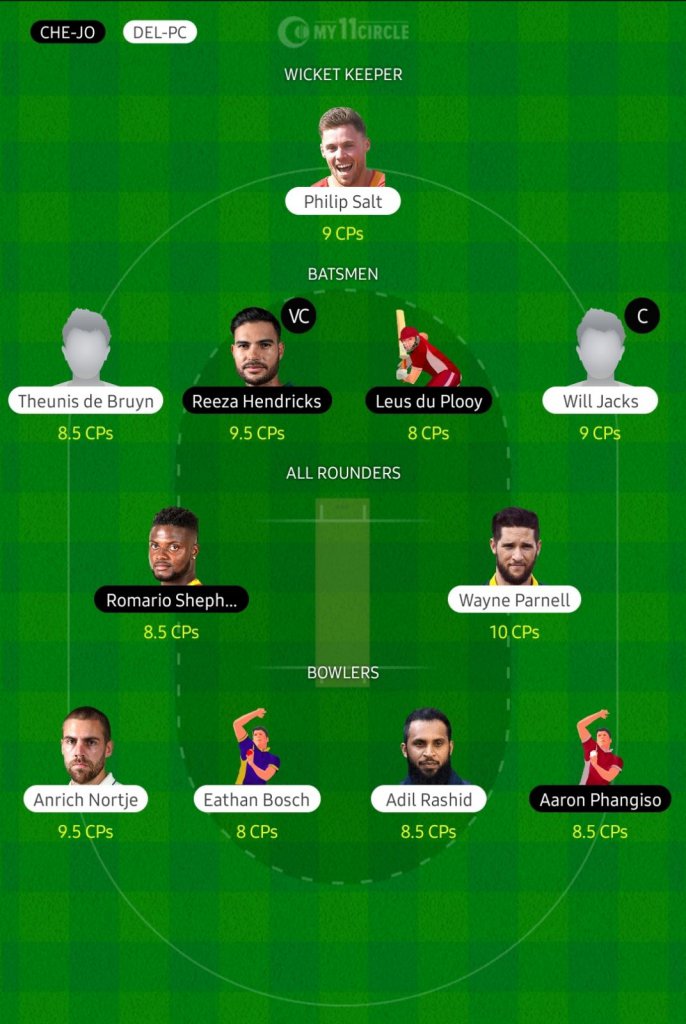 CHE-JO DEL-PC MY11CIRCLE
WICKET KEEPER
Philip Salt
9 CPs
BATSMEN
VC C
Theunis de Bruyn Reeza Hendricks Leus du Plooy Will Jacks
8.5 CPs 9.5 CPs 8 CPs 9 CPs
ALL ROUNDERS
Romario Sheph... Wayne Parnell
8.5 CPs 10 CPs
BOWLERS
Anrich Nortje Eathan Bosch Adil Rashid Aaron Phangiso
9.5 CPs 8 CPs 8.5 CPs 8.5 CPs